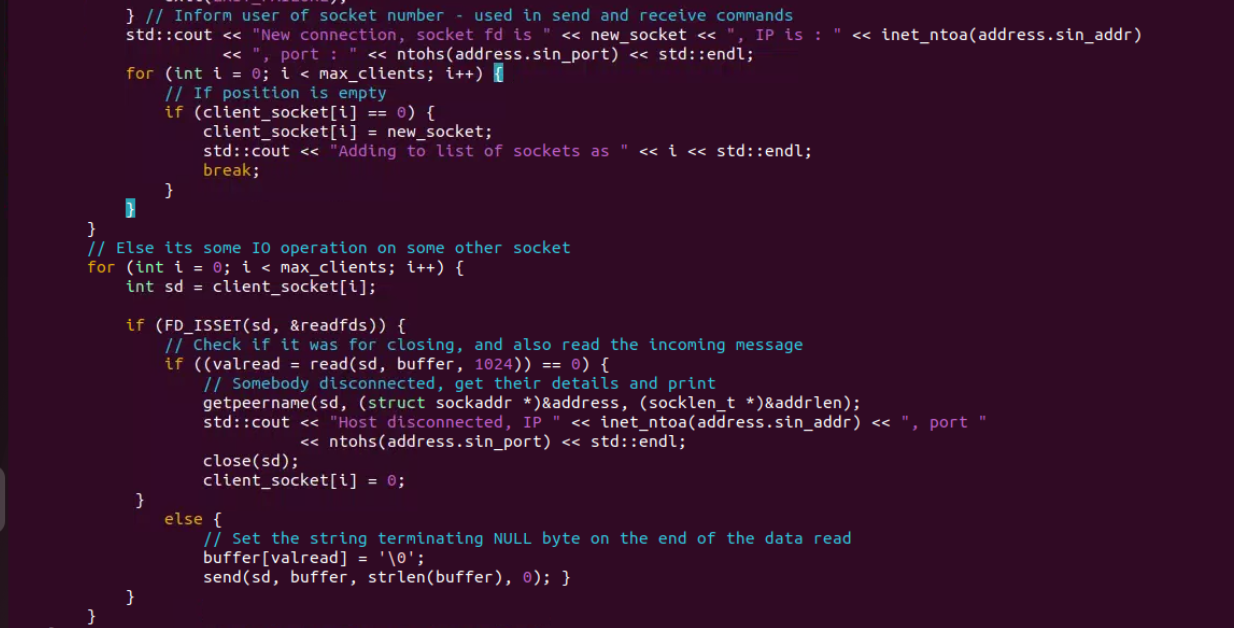 } // Inform user of socket number - used in send and receive commands
std::cout << "New connection, socket fd is " << new_socket << ", IP is : " << inet_ntoa(address.sin_addr)
<< ", port : " << ntohs(address.sin_port) << std::endl;
for (int i = 0; i < max_clients; i++) {
// If position is empty
if (client_socket[i] == 0) {
client_socket[i] = new_socket;
std::cout << "Adding to list of sockets as " << i << std::endl;
break;
}
}
}
// Else its some IO operation on some other socket
for (int i = 0; i < max_clients; i++) {
int sd = client_socket[i];
if (FD_ISSET(sd, &readfds)) {
// Check if it was for closing, and also read the incoming message
if ((valread = read(sd, buffer, 1024)) == 0) {
// Somebody disconnected, get their details and print
getpeername(sd, (struct sockaddr *)&address, (socklen_t *)&addrlen);
std::cout << "Host disconnected, IP " << inet_ntoa(address.sin_addr) << ", port "
<< ntohs(address.sin_port) << std::endl;
close(sd);
client_socket[i] = 0;
}
else {
// Set the string terminating NULL byte on the end of the data read
buffer[valread] = '\0';
send(sd, buffer, strlen(buffer), 0); }
}
}